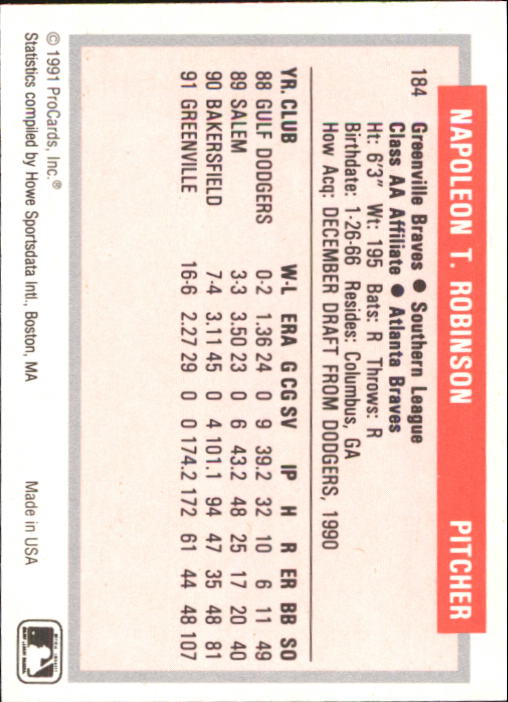 NAPOLEON T. ROBINSON PITCHER
184 Greenville Braves ● Southern League
Class AA Affiliate ● Atlanta Braves
Ht: 6'3" Wt: 195 Bats: R Throws: R
Birthdate: 1-26-66 Resides: Columbus, GA
How Acq: DECEMBER DRAFT FROM DODGERS, 1990
YR. CLUB W-L ERA G CG SV IP H R ER BB SO
88 GULF DODGERS 0-2 1.36 24 0 9 39.2 32 10 6 11 49
89 SALEM 3-3 3.50 23 0 6 43.2 48 25 17 20 40
90 BAKERSFIELD 7-4 3.11 45 0 4 101.1 94 47 35 48 81
91 GREENVILLE 16-6 2.27 29 0 0 174.2 172 61 44 48 107
© 1991 ProCards, Inc.®
Statistics compiled by Howe Sportsdata Intl., Boston, MA Made in USA